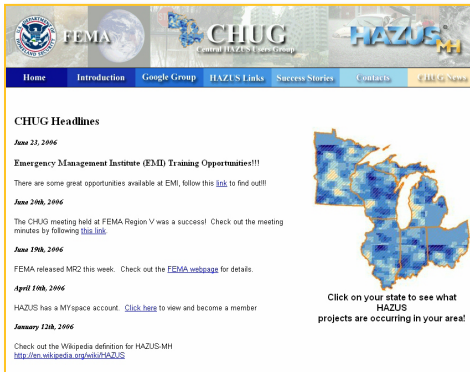 U.S. DEPARTMENT OF HOMELAND SECURITY
FEMA
CHUG
Central HAZUS Users Group
HAZUS
MH
Home
Introduction
Google Group
HAZUS Links
Success Stories
Contacts
CHUG News
CHUG Headlines
June 23, 2006
Emergency Management Institute (EMI) Training Opportunities!!!
There are some great opportunities available at EMI, follow this link to find out!!!
June 20th, 2006
The CHUG meeting held at FEMA Region V was a success! Check out the meeting
minutes by following this link.
June 19th, 2006
FEMA released MR2 this week. Check out the FEMA webpage for details.
April 10th, 2006
HAZUS has a MYspace account. Click here to view and become a member
January 12th, 2006
Check out the Wikipedia definition for HAZUS-MH
http://en.wikipedia.org/wiki/HAZUS
Click on your state to see what
HAZUS
projects are occurring in your area!